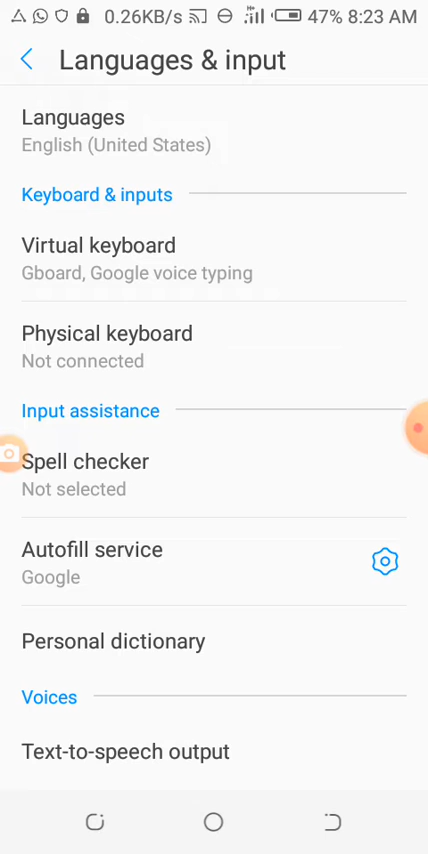 0.26KB/s 47% 8:23 AM
Languages & input
Languages
English (United States)
Keyboard & inputs
Virtual keyboard
Gboard, Google voice typing
Physical keyboard
Not connected
Input assistance
Spell checker
Not selected
Autofill service
Google
Personal dictionary
Voices
Text-to-speech output